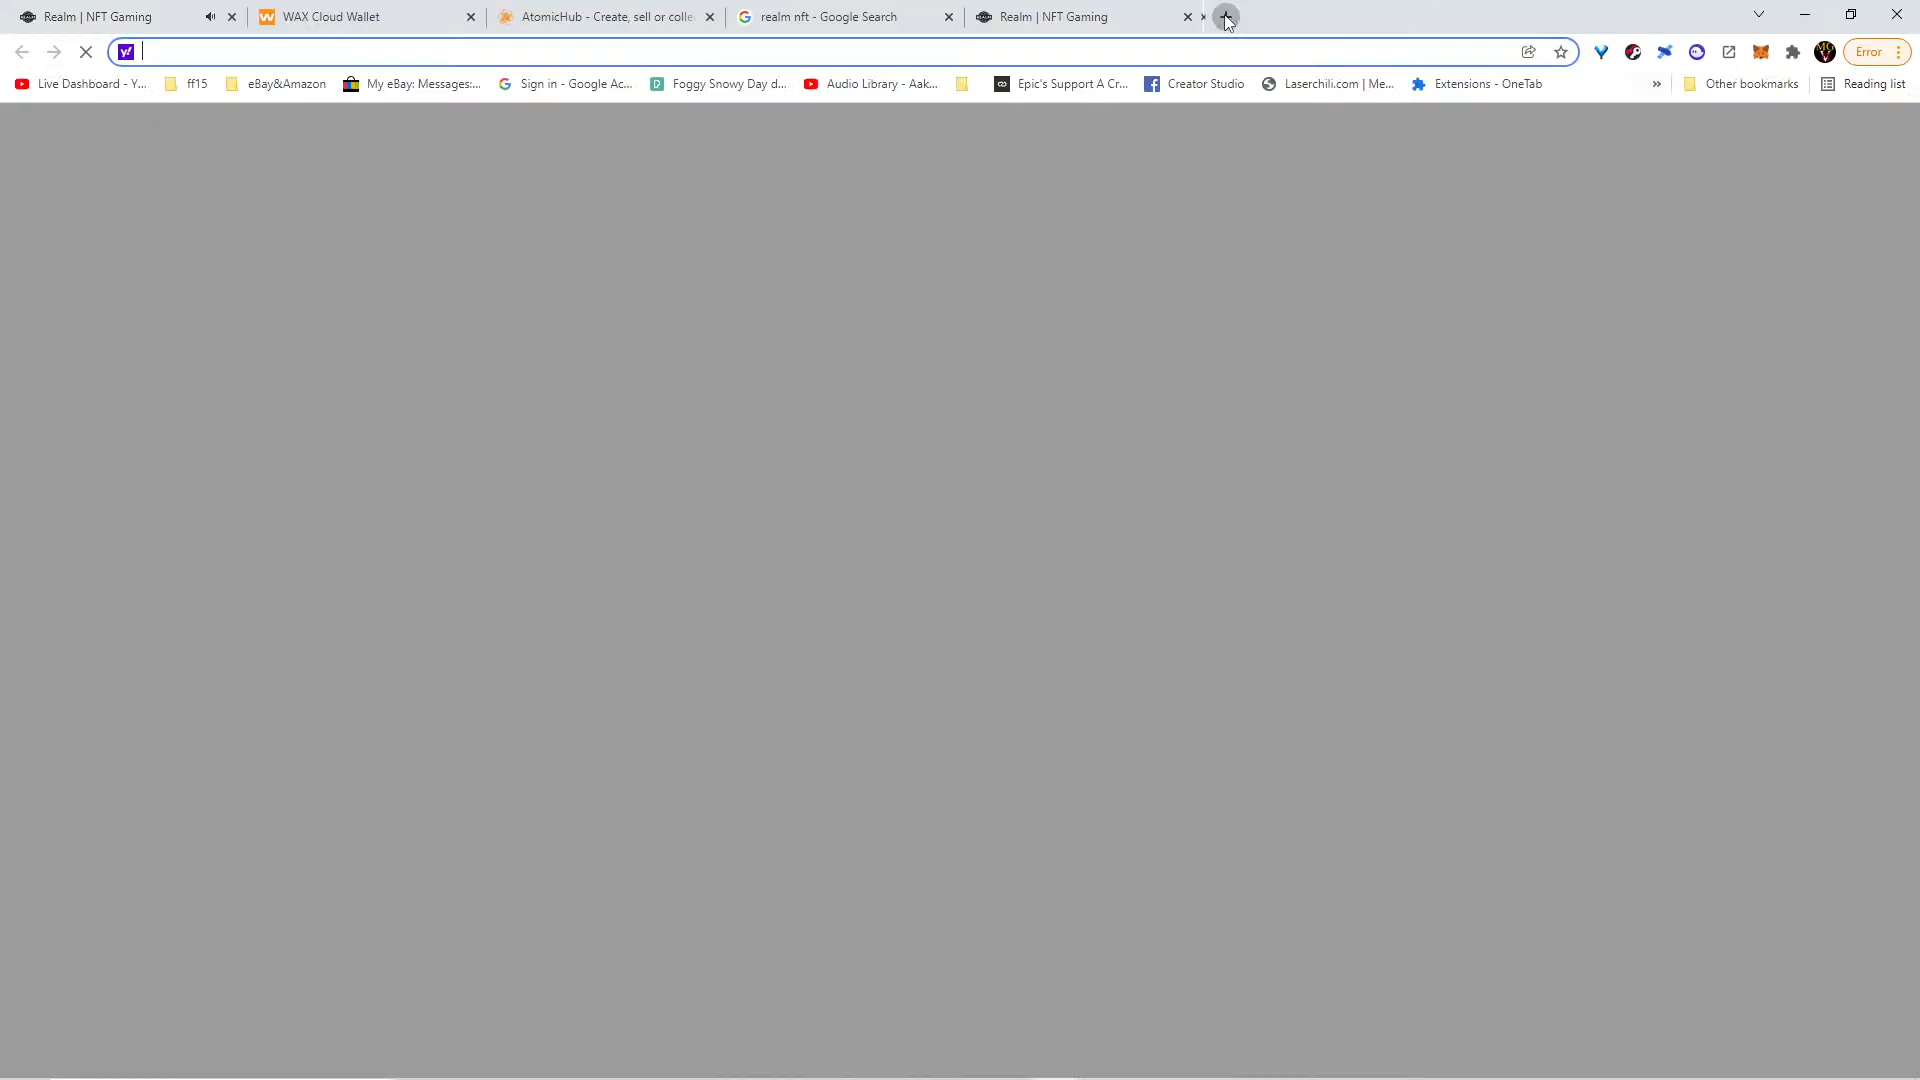 Realm | NFT Gaming WAX Cloud Wallet AtomicHub - Create, sell or colle realm nft - Google Search Realm | NFT Gaming
y! Error
Live Dashboard - Y... ff15 eBay&Amazon My eBay: Messages:... Sign in - Google Ac... Foggy Snowy Day d... Audio Library - Aak... Epic's Support A Cr... Creator Studio Laserchili.com | Me... Extensions - OneTab » Other bookmarks Reading list